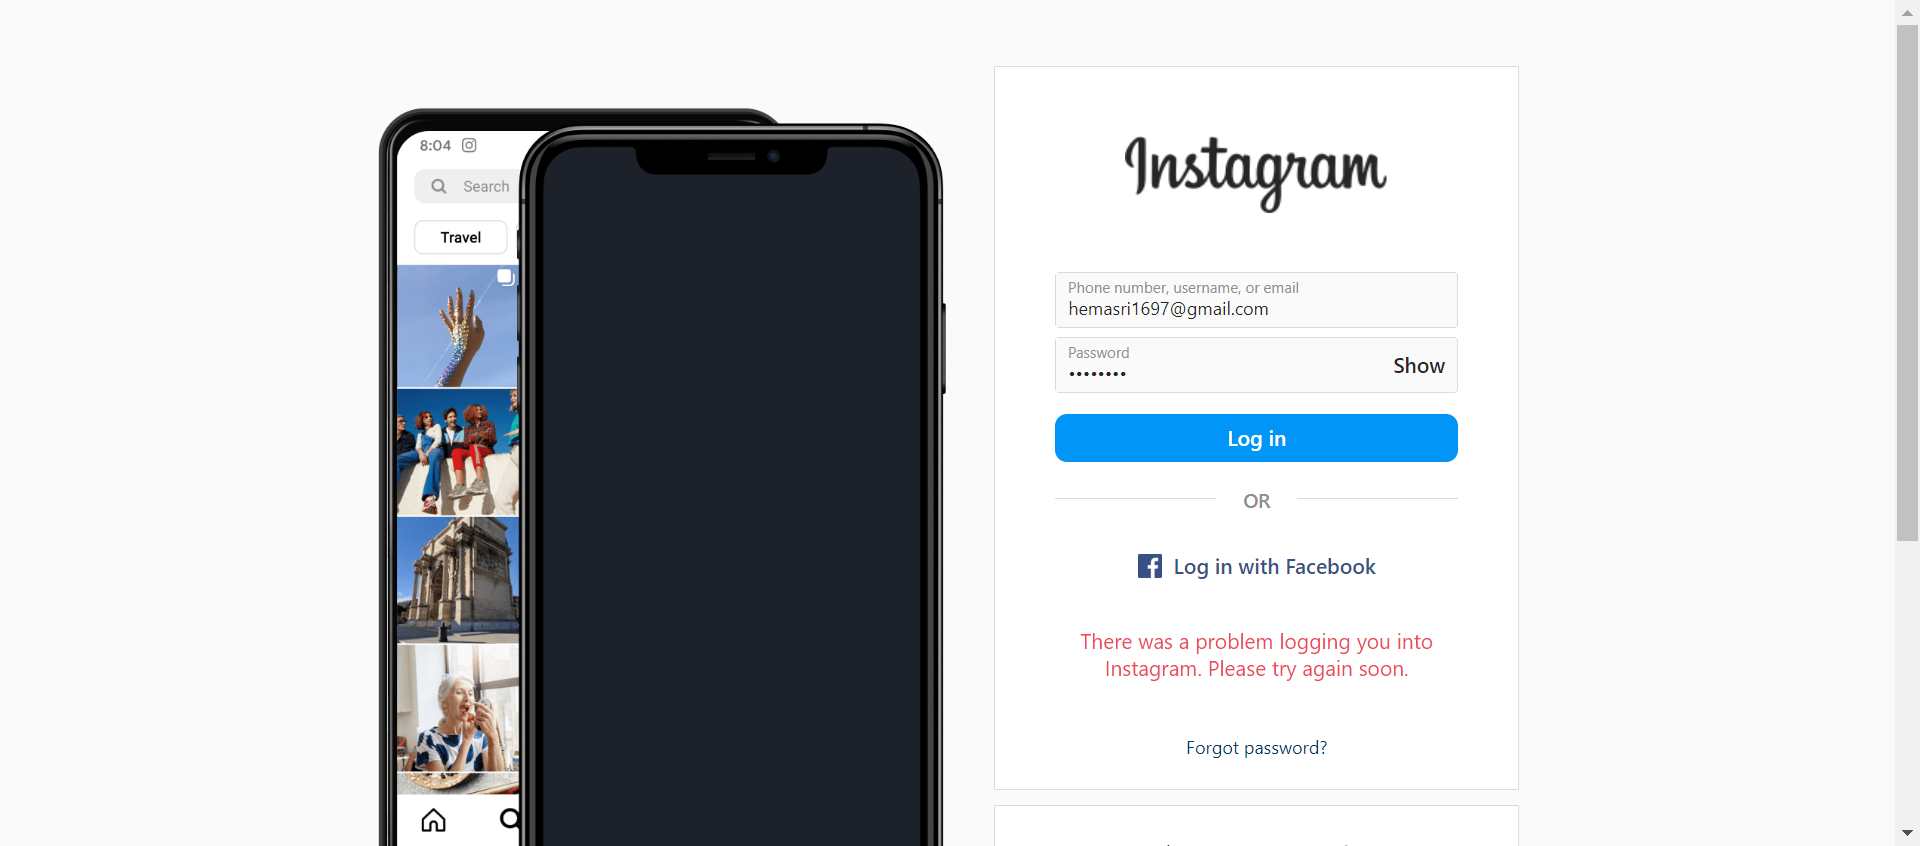 8:04
Search
Travel
Instagram
Phone number, username, or email
hemasri1697@gmail.com
Password
••••••••
Show
Log in
OR
Log in with Facebook
There was a problem logging you into
Instagram. Please try again soon.
Forgot password?